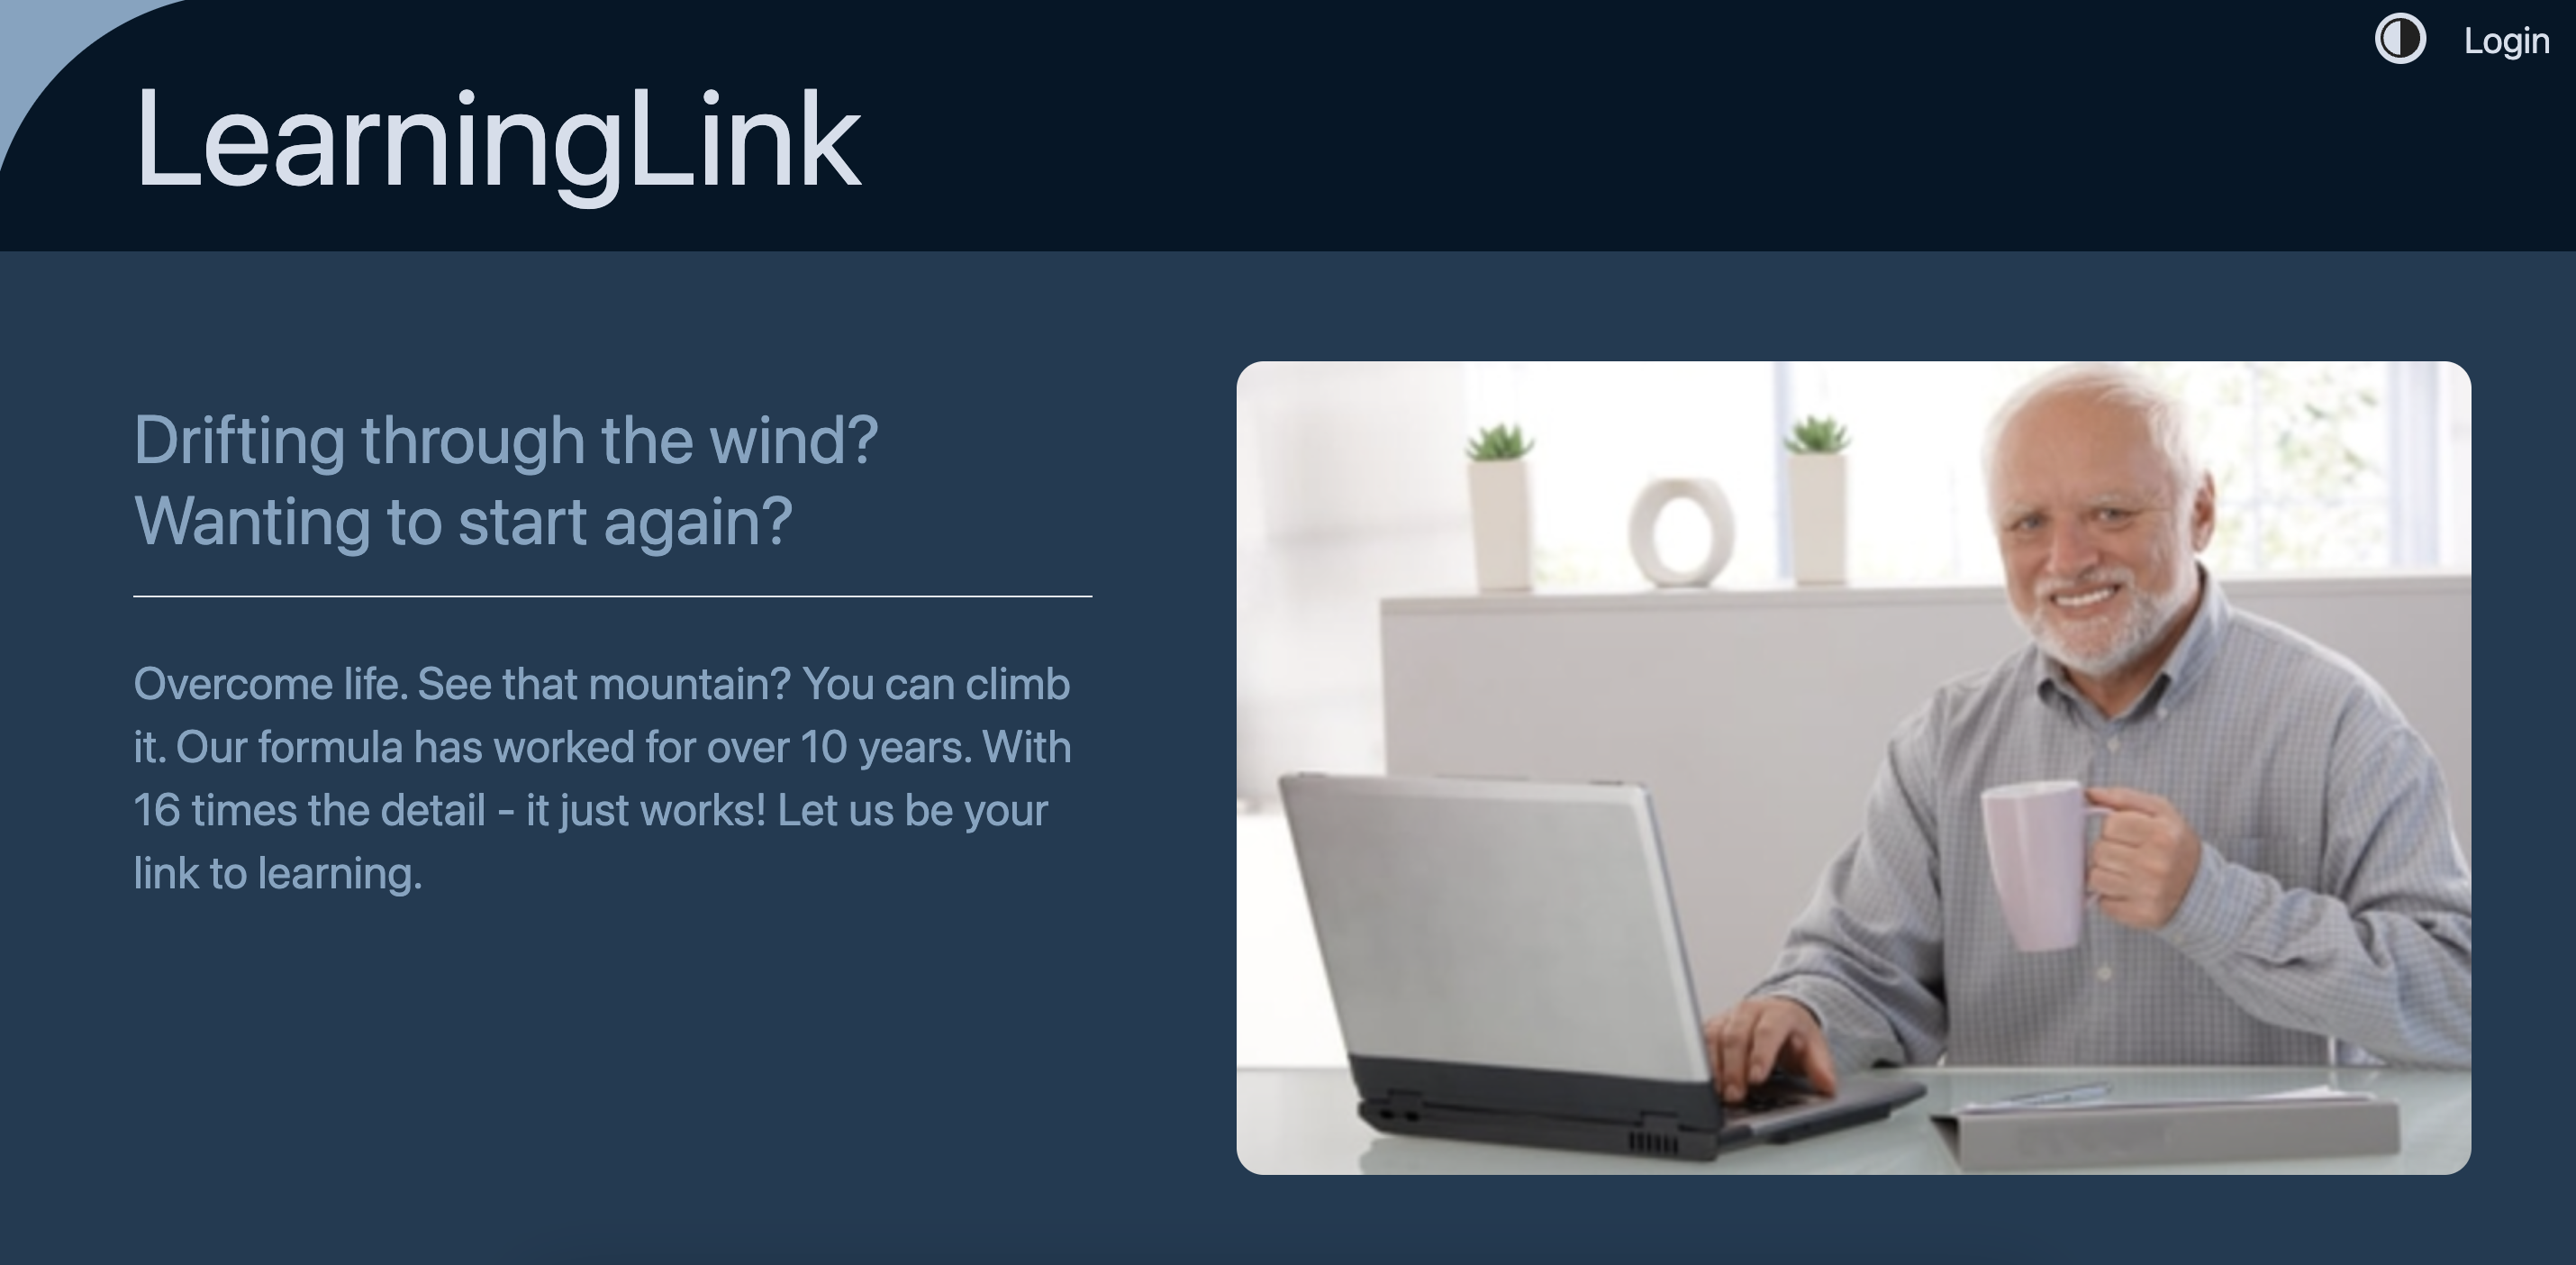 Login
LearningLink
Drifting through the wind?
Wanting to start again?
Overcome life. See that mountain? You can climb
it. Our formula has worked for over 10 years. With
16 times the detail - it just works! Let us be your
link to learning.